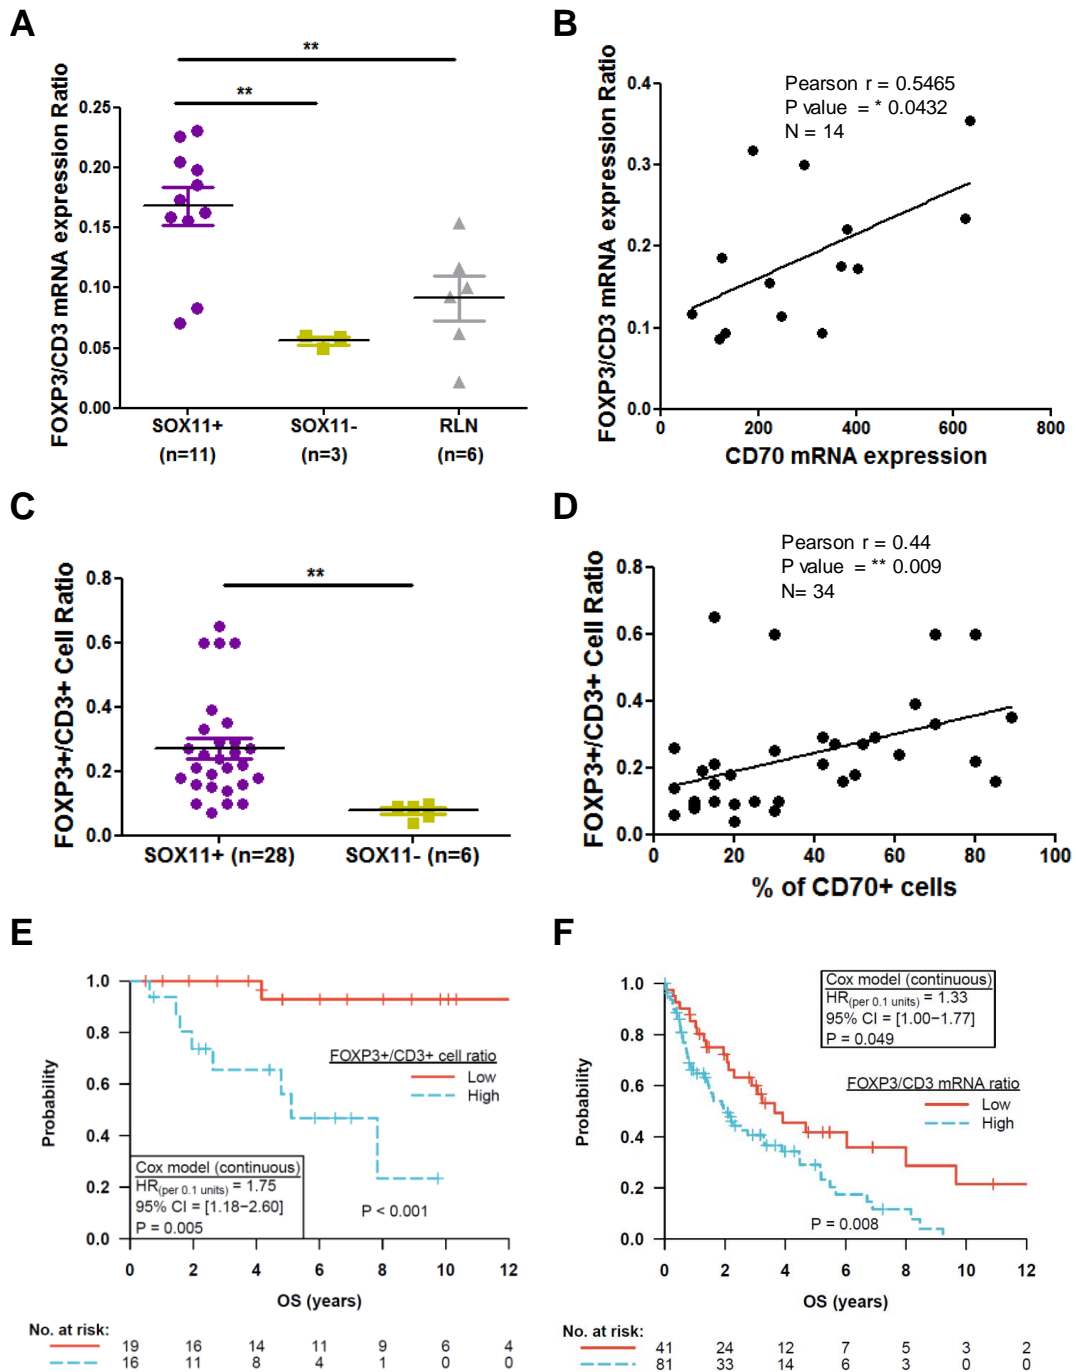 A
**
**
FOXP3/CD3 mRNA expression Ratio
0.25
0.20
0.15
0.10
0.05
0.00
SOX11+
(n=11)
SOX11-
(n=3)
RLN
(n=6)
B
Pearson r = 0.5465
P value = * 0.0432
N = 14
FOXP3/CD3 mRNA expression Ratio
0.4
0.3
0.2
0.1
0.0
0 200 400 600 800
CD70 mRNA expression
C
**
FOXP3+/CD3+ Cell Ratio
0.8
0.6
0.4
0.2
0.0
SOX11+ (n=28) SOX11- (n=6)
D
Pearson r = 0.44
P value = ** 0.009
N= 34
FOXP3+/CD3+ Cell Ratio
0.8
0.6
0.4
0.2
0.0
0 20 40 60 80 100
% of CD70+ cells
E
Probability
1.0
0.8
0.6
0.4
0.2
0.0
FOXP3+/CD3+ cell ratio
Low
High
Cox model (continuous)
HR(per 0.1 units) = 1.75
95% CI = [1.18−2.60]
P = 0.005
P < 0.001
0 2 4 6 8 10 12
OS (years)
No. at risk:
19 16 14 11 9 6 4
16 11 8 4 1 0 0
F
Probability
1.0
0.8
0.6
0.4
0.2
0.0
Cox model (continuous)
HR(per 0.1 units) = 1.33
95% CI = [1.00−1.77]
P = 0.049
FOXP3/CD3 mRNA ratio
Low
High
P = 0.008
0 2 4 6 8 10 12
OS (years)
No. at risk:
41 24 12 7 5 3 2
81 33 14 6 3 0 0